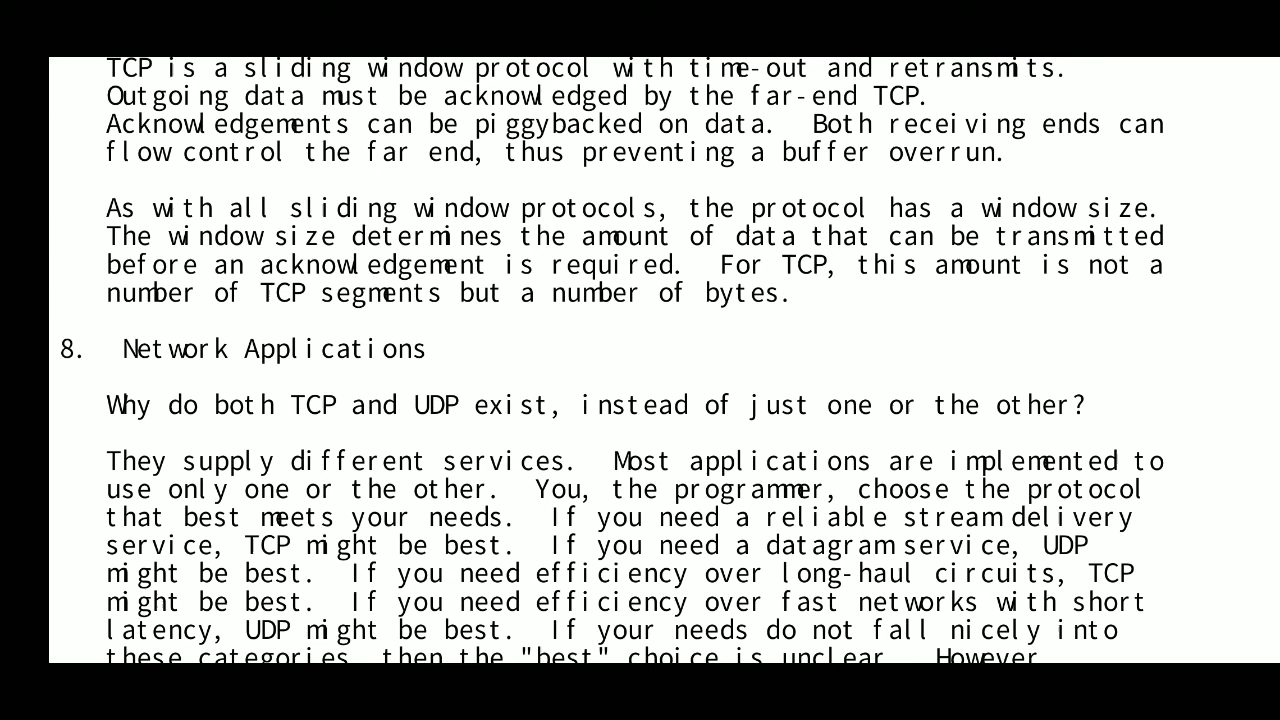 TCP is a sliding window protocol with time-out and retransmits.
Outgoing data must be acknowledged by the far-end TCP.
Acknowledgements can be piggybacked on data.  Both receiving ends can
flow control the far end, thus preventing a buffer overrun.
As with all sliding window protocols, the protocol has a window size.
The window size determines the amount of data that can be transmitted
before an acknowledgement is required.  For TCP, this amount is not a
number of TCP segments but a number of bytes.
8.  Network Applications
Why do both TCP and UDP exist, instead of just one or the other?
They supply different services.  Most applications are implemented to
use only one or the other.  You, the programmer, choose the protocol
that best meets your needs.  If you need a reliable stream delivery
service, TCP might be best.  If you need a datagram service, UDP
might be best.  If you need efficiency over long-haul circuits, TCP
might be best.  If you need efficiency over fast networks with short
latency, UDP might be best.  If your needs do not fall nicely into
these categories, then the "best" choice is unclear.  However,